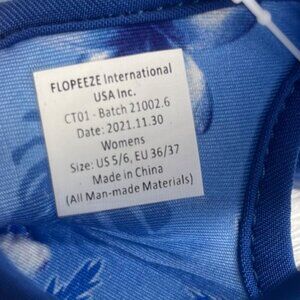 FLOPEEZE International
USA Inc.
CT01 - Batch 21002.6
Date: 2021.11.30
Womens
Size: US 5/6, EU 36/37
Made in China
(All Man-made Materials)